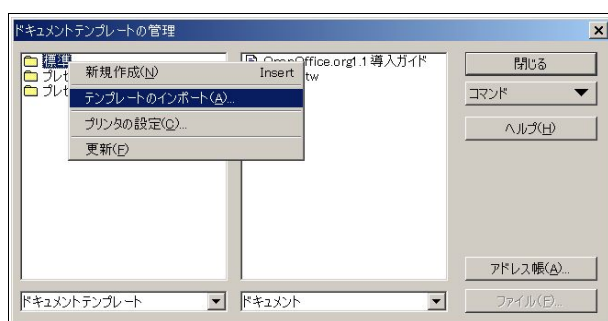 ドキュメントテンプレートの管理
標準
プレ
プレ
新規作成(N) Insert
テンプレートのインポート(A)...
プリンタの設定(C)...
更新(F)
OpenOffice.org1.1 導入ガイド
tw
閉じる
コマンド
ヘルプ(H)
アドレス帳(A)...
ファイル(F)...
ドキュメントテンプレート
ドキュメント